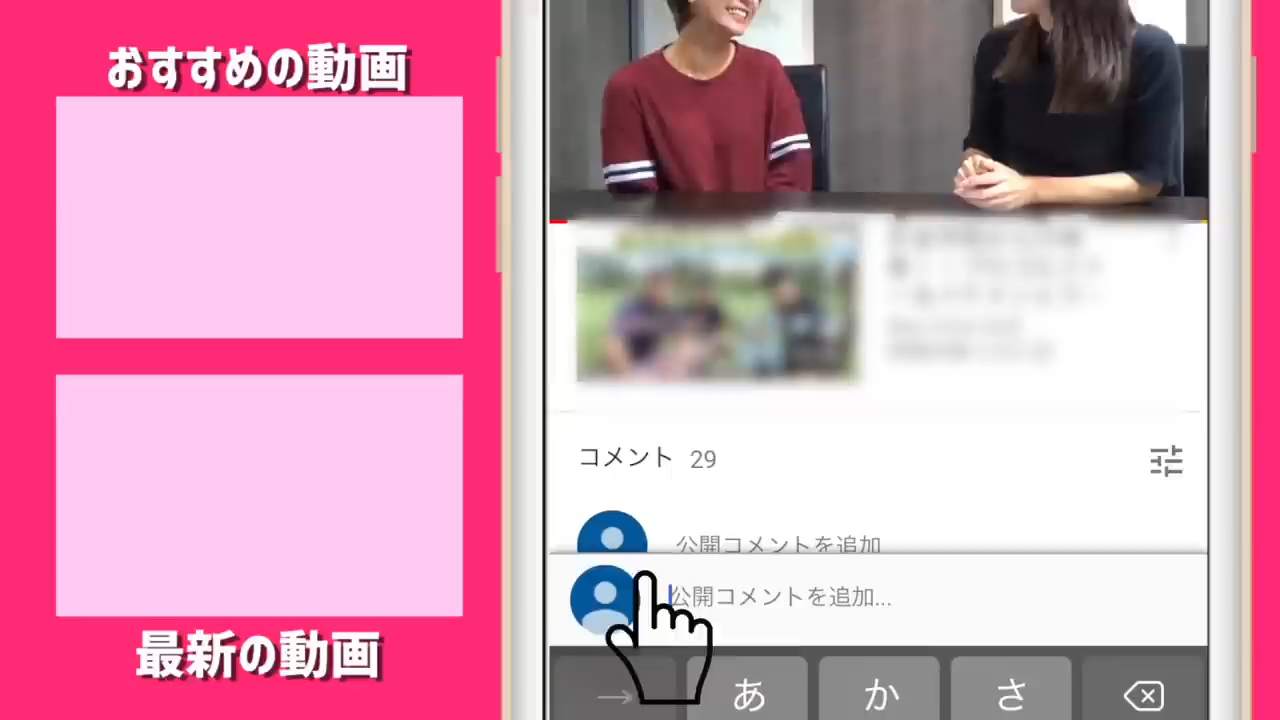 おすすめの動画
最新の動画
コメント 29
公開コメントを追加
公開コメントを追加...
→ あ か さ